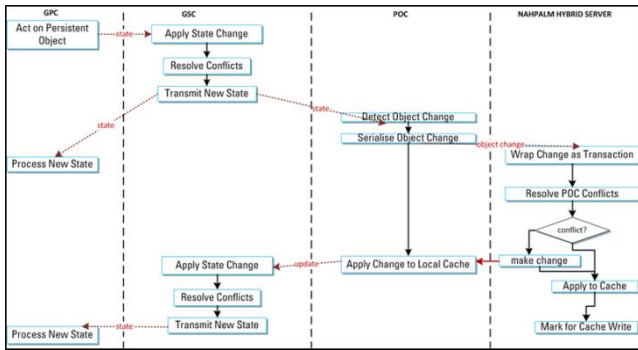 GPC
GSC
POC
NAHPALM HYBRID SERVER
Act on Persistent
Object
state
Apply State Change
Resolve Conflicts
Transmit New State
state
state
Detect Object Change
Serialise Object Change
object change
Process New State
Wrap Change as Transaction
Resolve POC Conflicts
conflict?
make change
Apply Change to Local Cache
update
Apply State Change
Apply to Cache
Resolve Conflicts
Transmit New State
state
Process New State
Mark for Cache Write